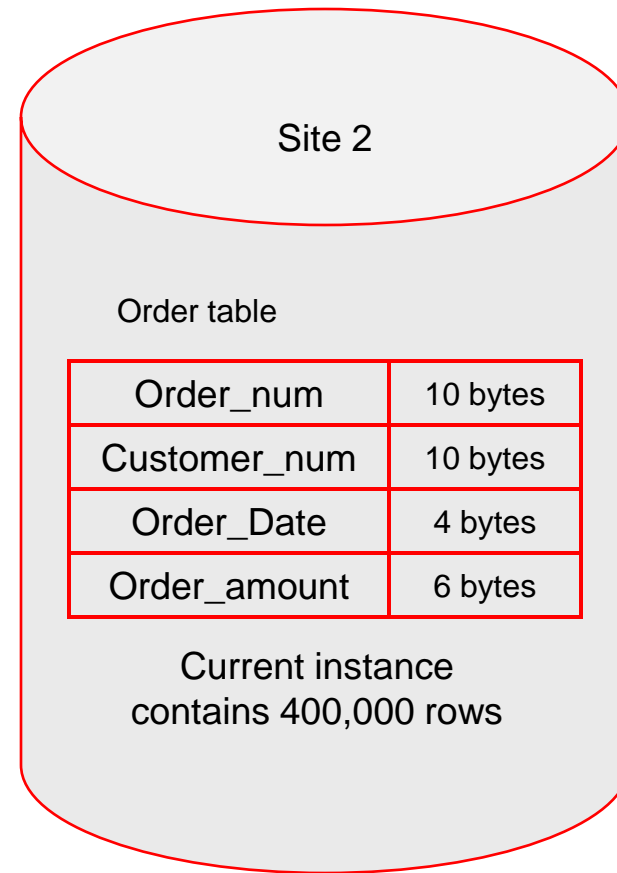 Site 2
Order table
Order_num 10 bytes
Customer_num 10 bytes
Order_Date 4 bytes
Order_amount 6 bytes
Current instance
contains 400,000 rows